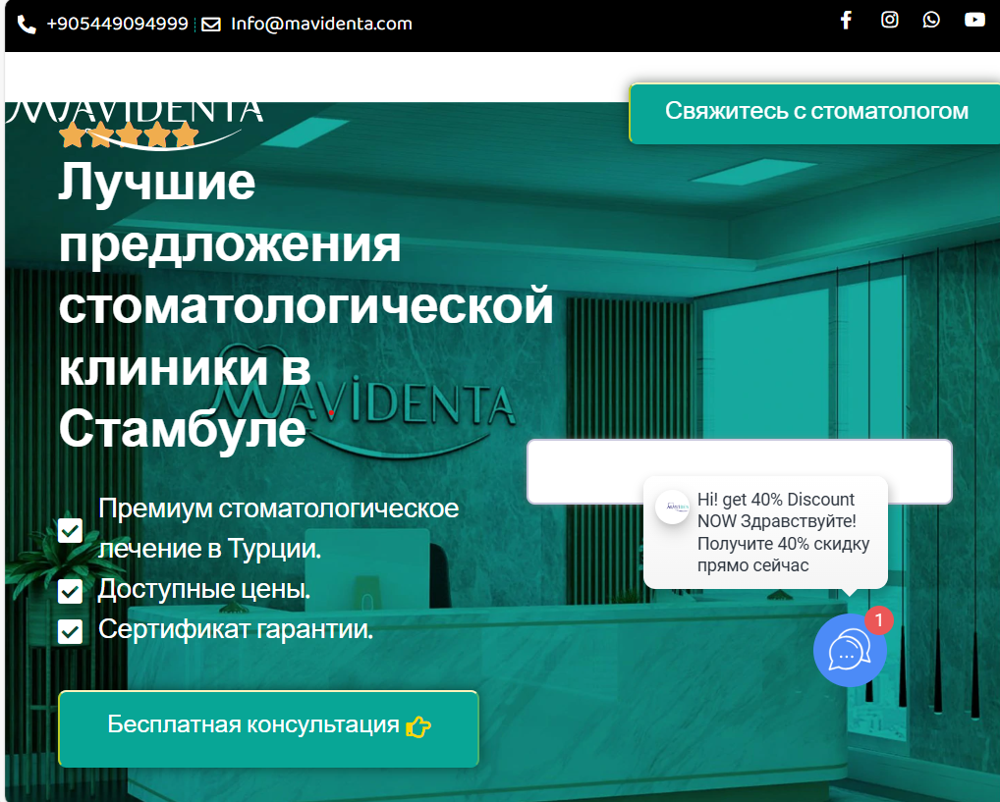 +905449094999
Info@mavidenta.com
MAVIDENTA
Свяжитесь с стоматологом
Лучшие
предложения
стоматологической
клиники в
Стамбуле
MAVIDENTA
Премиум стоматологическое
лечение в Турции.
Доступные цены.
Сертификат гарантии.
Hi! get 40% Discount
NOW Здравствуйте!
Получите 40% скидку
прямо сейчас
1
Бесплатная консультация